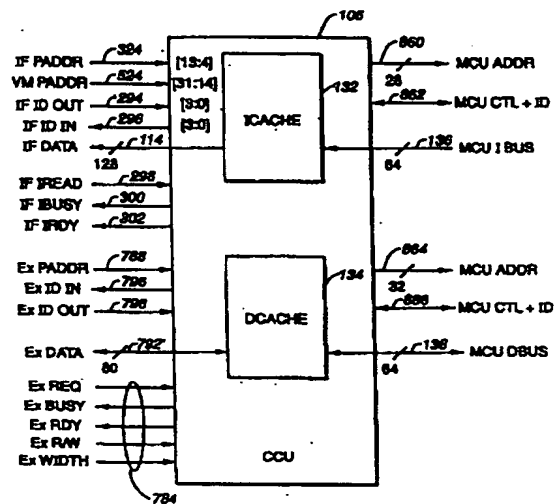 105
IF PADDR 324 [13:4] 860 MCU ADDR
28
VM PADDR 524 [31:14] 132
IF ID OUT 294 [3:0] 862 MCU CTL + ID
IF ID IN 296 [3:0] ICACHE
IF DATA 114 136 MCU I BUS
128 64
IF IREAD 298
IF IBUSY 300
IF IRDY 302
Ex PADDR 788 864 MCU ADDR
134 32
Ex ID IN 796
Ex ID OUT 798 866 MCU CTL + ID
DCACHE
Ex DATA 792 136 MCU DBUS
80 64
Ex REQ
Ex BUSY
Ex RDY
Ex R/W
Ex WIDTH CCU
784